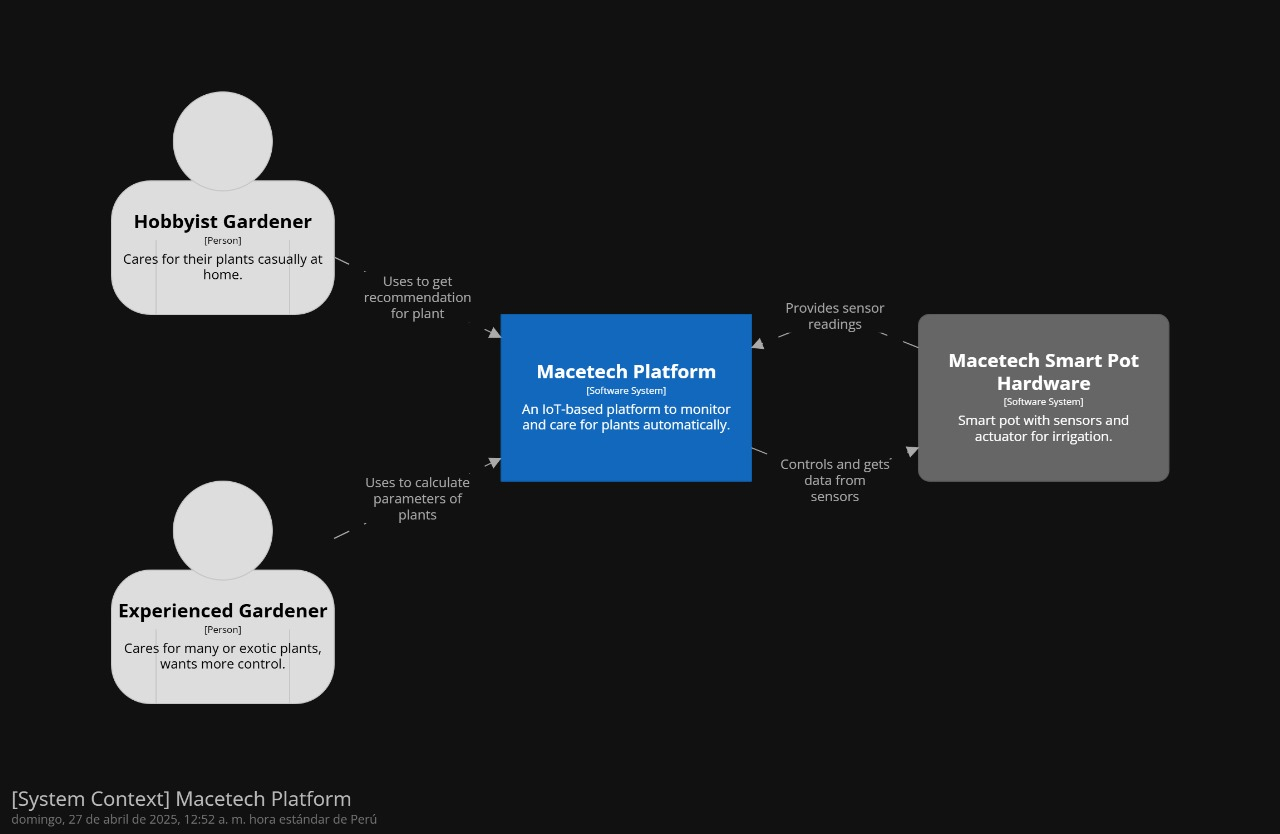 Hobbyist Gardener
[Person]
Cares for their plants casually at
home.
Uses to get
recommendation
for plant
Provides sensor
readings
Macetech Platform
[Software System]
An IoT-based platform to monitor
and care for plants automatically.
Macetech Smart Pot
Hardware
[Software System]
Smart pot with sensors and
actuator for irrigation.
Controls and gets
data from
sensors
Uses to calculate
parameters of
plants
Experienced Gardener
[Person]
Cares for many or exotic plants,
wants more control.
[System Context] Macetech Platform
domingo, 27 de abril de 2025, 12:52 a. m. hora estándar de Perú